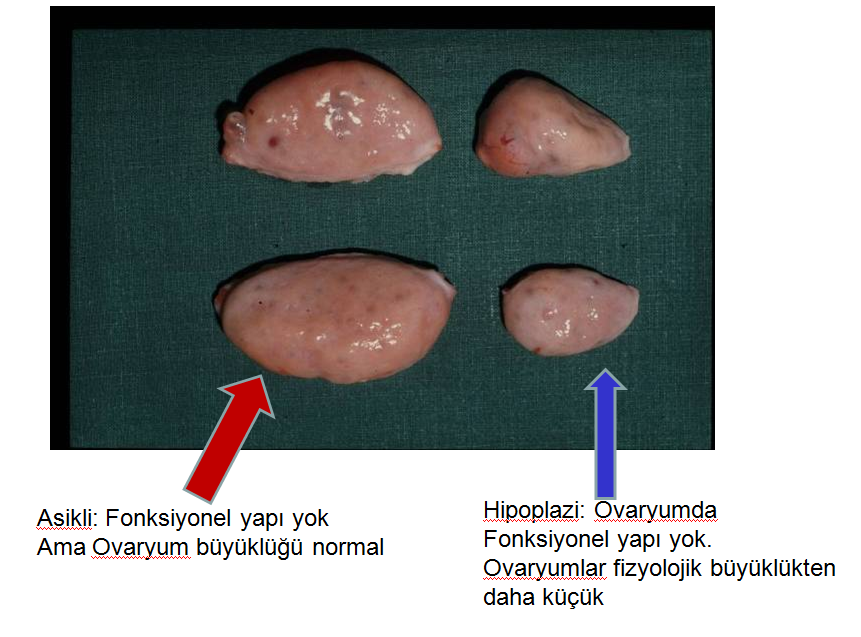 Asikli: Fonksiyonel yapı yok
Ama Ovaryum büyüklüğü normal
Hipoplazi: Ovaryumda
Fonksiyonel yapı yok.
Ovaryumlar fizyolojik büyüklükten
daha küçük